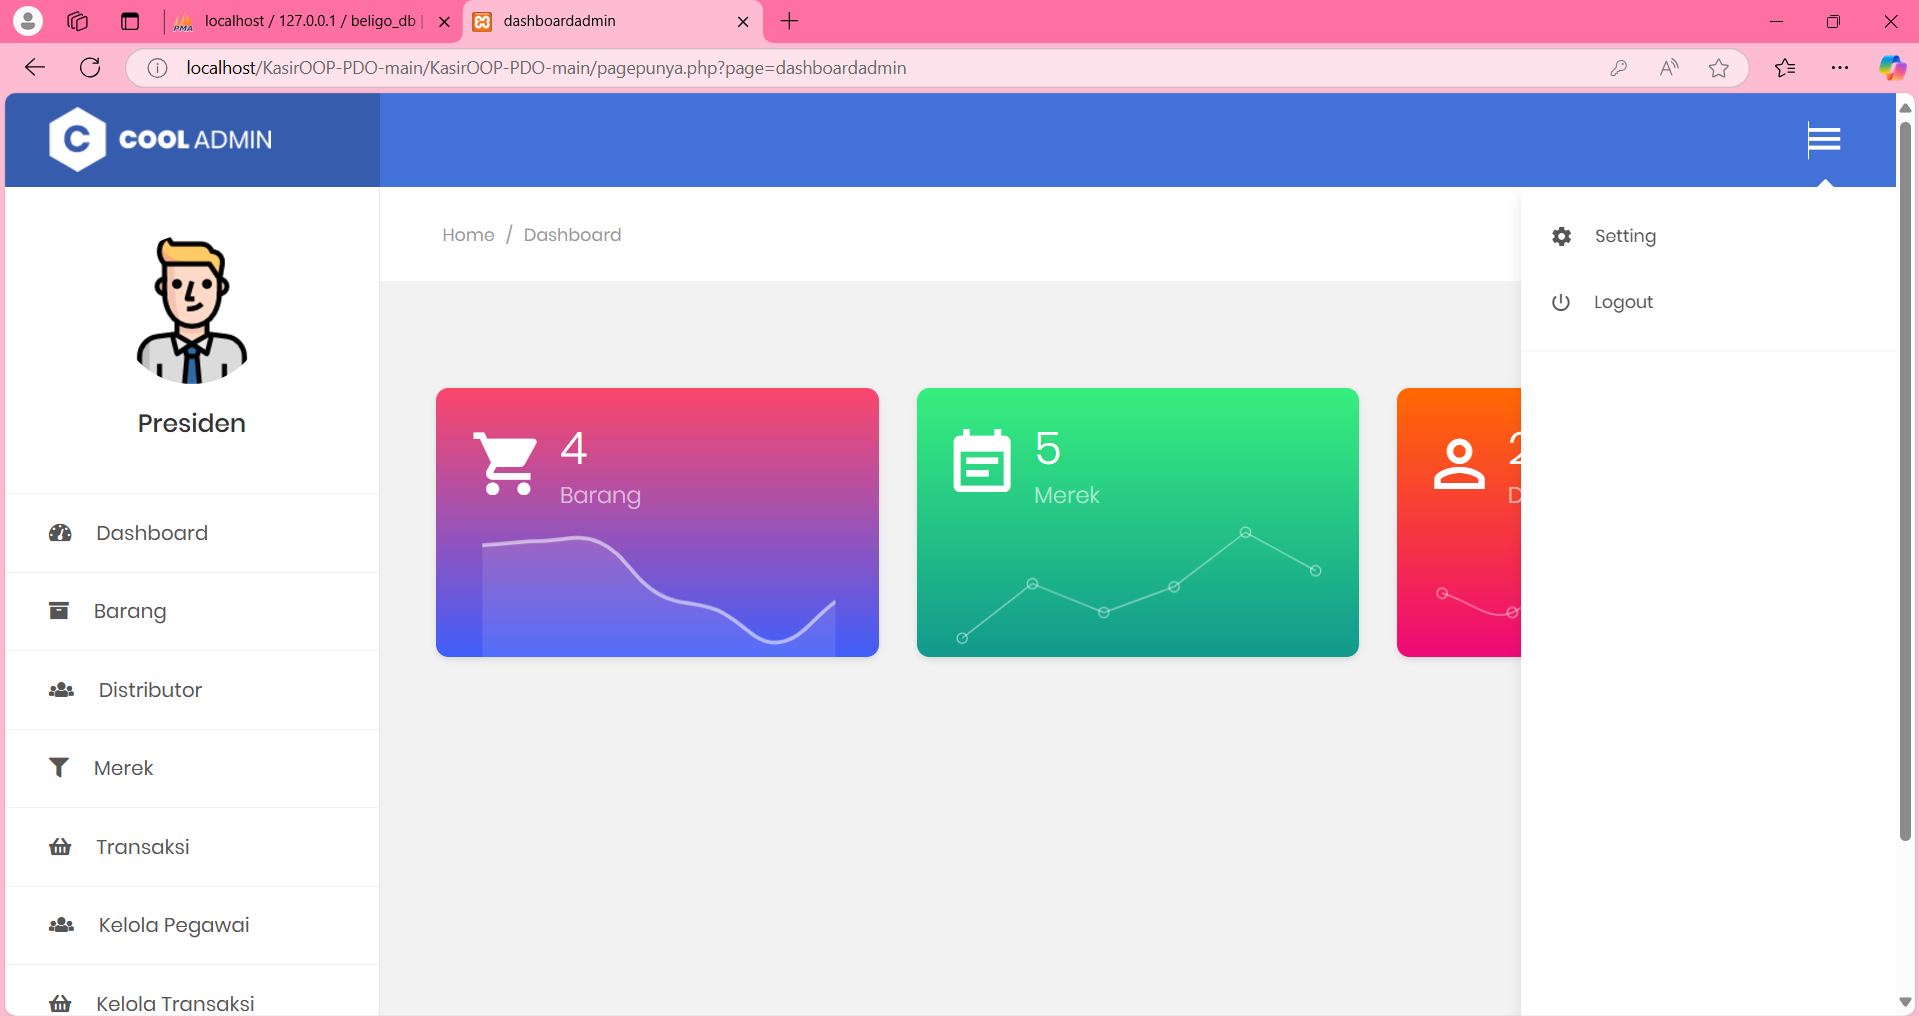 localhost / 127.0.0.1 / beligo_db |
dashboardadmin
localhost/KasirOOP-PDO-main/KasirOOP-PDO-main/pagepunya.php?page=dashboardadmin
C COOL ADMIN
Home / Dashboard
Setting
Logout
Presiden
4
Barang
5
Merek
2
D
Dashboard
Barang
Distributor
Merek
Transaksi
Kelola Pegawai
Kelola Transaksi